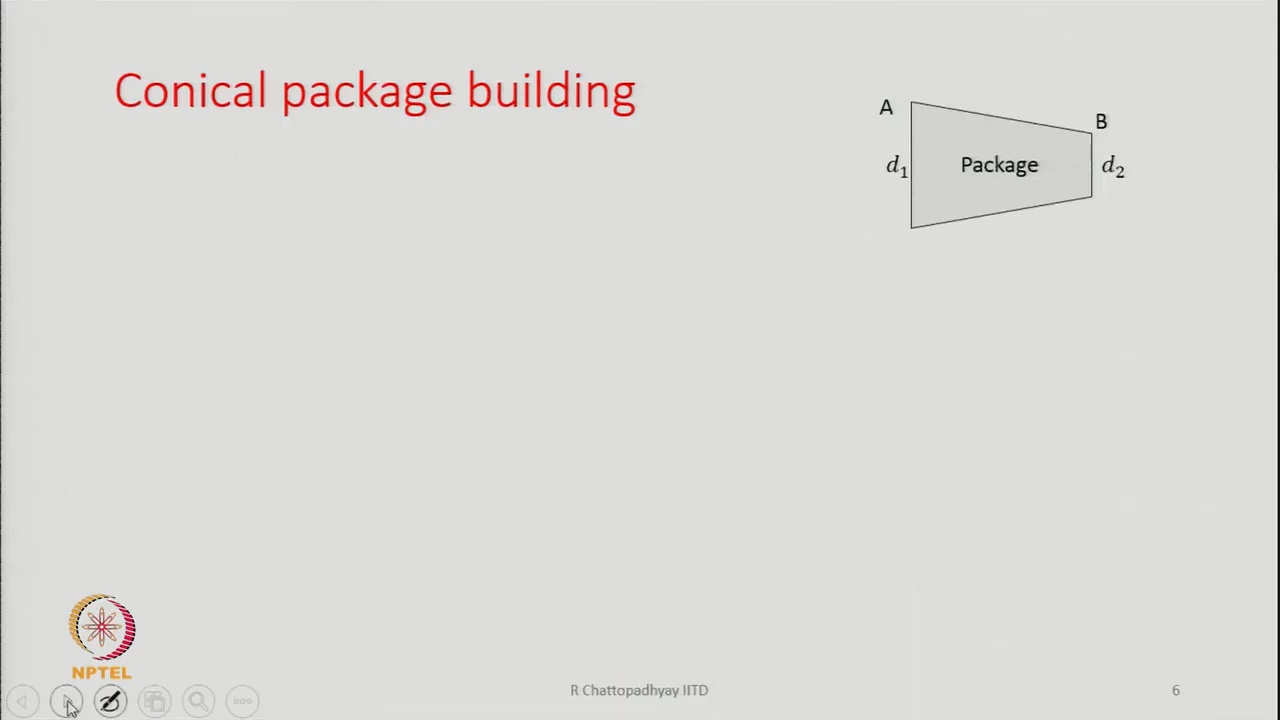 Conical package building
A
B
d₁
Package
d₂
NPTEL
R Chattopadhyay IITD
6